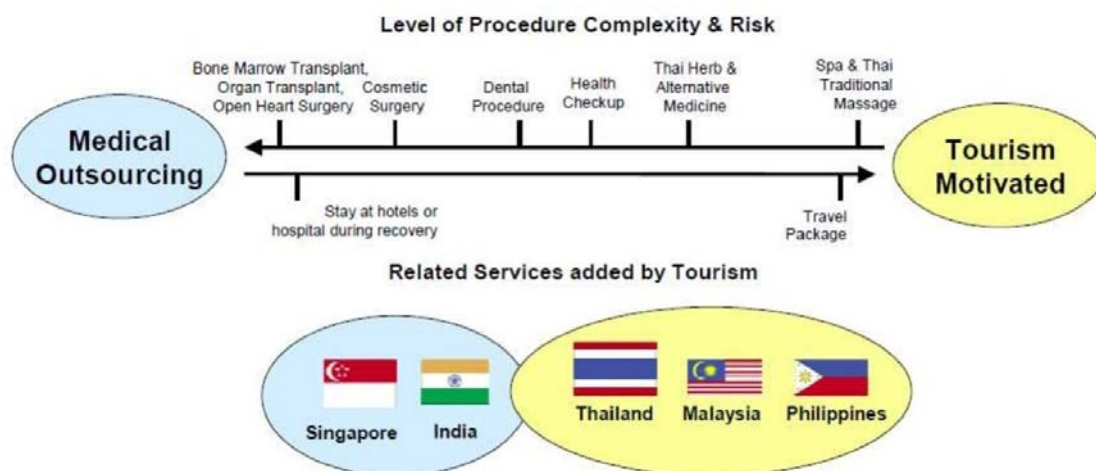 Level of Procedure Complexity & Risk
Bone Marrow Transplant,
Organ Transplant,
Open Heart Surgery
Cosmetic
Surgery
Dental
Procedure
Health
Checkup
Thai Herb &
Alternative
Medicine
Spa & Thai
Traditional
Massage
Medical
Outsourcing
Tourism
Motivated
Stay at hotels or
hospital during recovery
Travel
Package
Related Services added by Tourism
Singapore
India
Thailand
Malaysia
Philippines